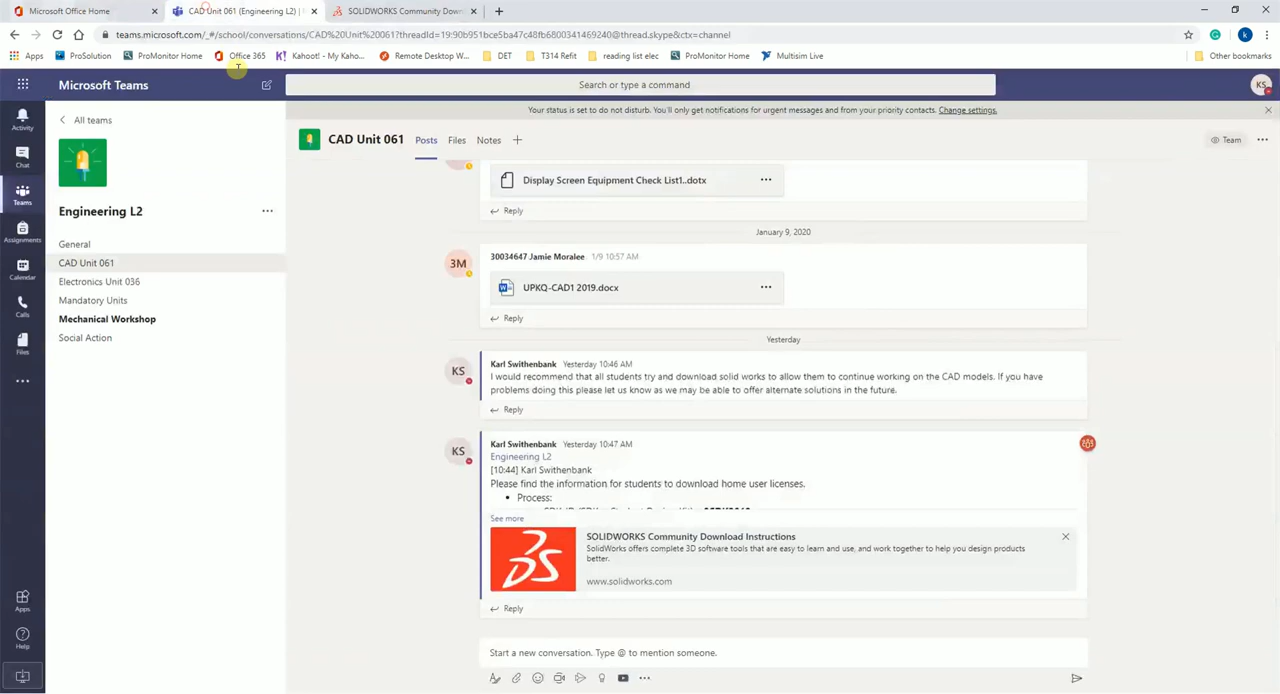 Microsoft Office Home
CAD Unit 061 (Engineering L2) |
SOLIDWORKS Community Down
teams.microsoft.com/_#/school/conversations/CAD%20Unit%20061?threadId=19:90b951bce5ba47c48fb6800341469240@thread.skype&ctx=channel
Apps
ProSolution
ProMonitor Home
Office 365
Kahoot! - My Kaho...
Remote Desktop W...
DET
T314 Refit
reading list elec
ProMonitor Home
Multisim Live
Other bookmarks
Microsoft Teams
Search or type a command
KS
Your status is set to do not disturb. You'll only get notifications for urgent messages and from your priority contacts. Change settings.
Activity
Chat
Teams
Assignments
Calendar
Calls
Files
Apps
Help
All teams
Engineering L2
General
CAD Unit 061
Electronics Unit 036
Mandatory Units
Mechanical Workshop
Social Action
CAD Unit 061
Posts
Files
Notes
Team
Display Screen Equipment Check List1..dotx
Reply
January 9, 2020
3M
30034647 Jamie Moralee 1/9 10:57 AM
UPKQ-CAD1 2019.docx
Reply
Yesterday
KS
Karl Swithenbank Yesterday 10:46 AM
I would recommend that all students try and download solid works to allow them to continue working on the CAD models. If you have
problems doing this please let us know as we may be able to offer alternate solutions in the future.
Reply
KS
Karl Swithenbank Yesterday 10:47 AM
Engineering L2
[10:44] Karl Swithenbank
Please find the information for students to download home user licenses.
• Process:
See more
SOLIDWORKS Community Download Instructions
SolidWorks offers complete 3D software tools that are easy to learn and use, and work together to help you design products
better.
www.solidworks.com
Reply
Start a new conversation. Type @ to mention someone.